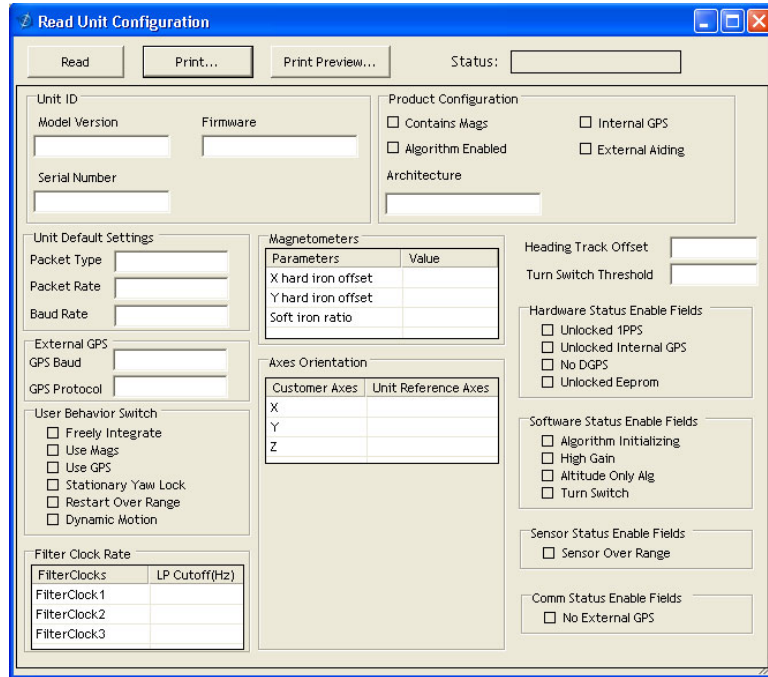 Read Unit Configuration
Read
Print...
Print Preview...
Status:
Unit ID
Model Version
Firmware
Serial Number
Product Configuration
Contains Mags
Internal GPS
Algorithm Enabled
External Aiding
Architecture
Unit Default Settings
Packet Type
Packet Rate
Baud Rate
External GPS
GPS Baud
GPS Protocol
User Behavior Switch
Freely Integrate
Use Mags
Use GPS
Stationary Yaw Lock
Restart Over Range
Dynamic Motion
Filter Clock Rate
FilterClocks LP Cutoff(Hz)
FilterClock1
FilterClock2
FilterClock3
Magnetometers
Parameters Value
X hard iron offset
Y hard iron offset
Soft iron ratio
Axes Orientation
Customer Axes Unit Reference Axes
X
Y
Z
Heading Track Offset
Turn Switch Threshold
Hardware Status Enable Fields
Unlocked 1PPS
Unlocked Internal GPS
No DGPS
Unlocked Eeprom
Software Status Enable Fields
Algorithm Initializing
High Gain
Altitude Only Alg
Turn Switch
Sensor Status Enable Fields
Sensor Over Range
Comm Status Enable Fields
No External GPS